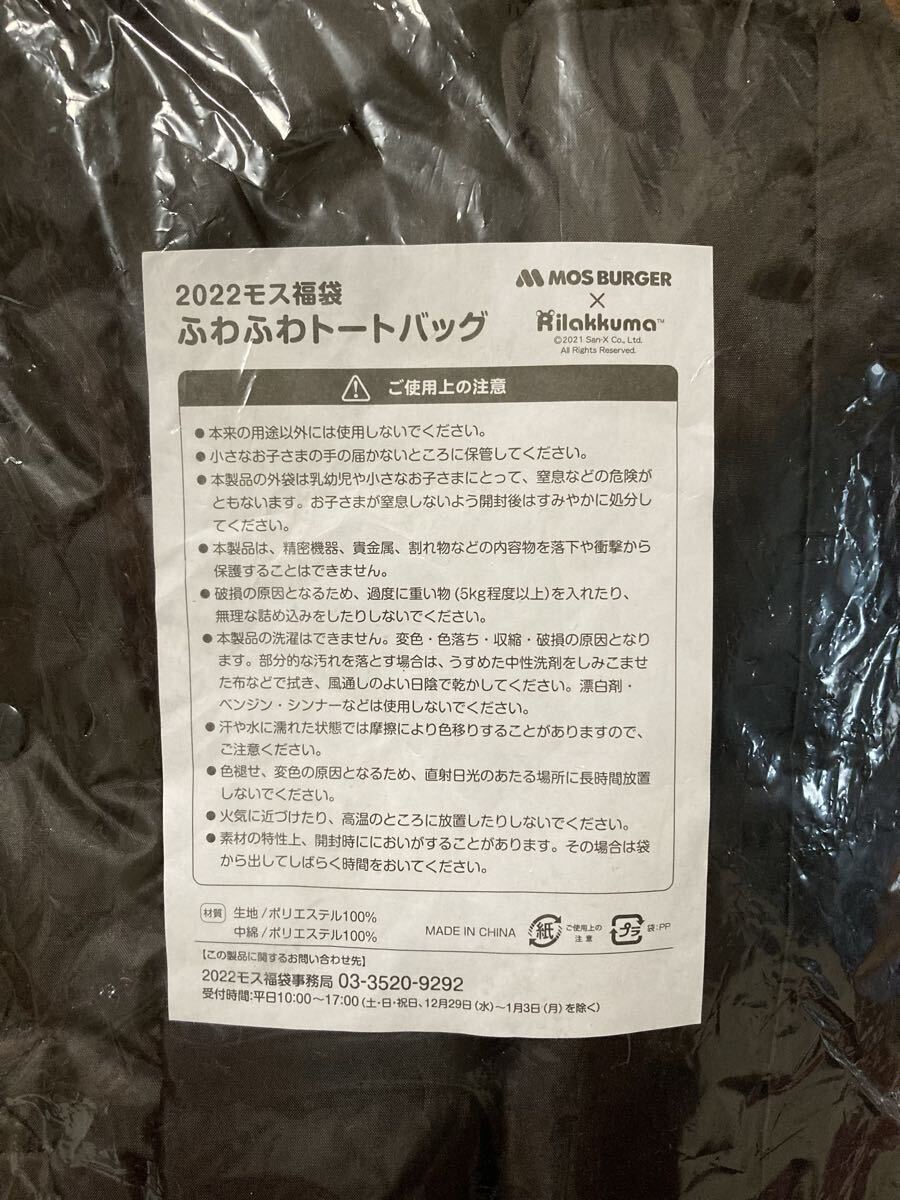 2022モス福袋
ふわふわトートバッグ
MOS BURGER
×
Rilakkuma™
©2021 San-X Co., Ltd.
All Rights Reserved.
ご使用上の注意
●本来の用途以外には使用しないでください。
●小さなお子さまの手の届かないところに保管してください。
●本製品の外袋は乳幼児や小さなお子さまにとって、窒息などの危険が
ともないます。お子さまが窒息しないよう開封後はすみやかに処分し
てください。
●本製品は、精密機器、貴金属、割れ物などの内容物を落下や衝撃から
保護することはできません。
●破損の原因となるため、過度に重い物(5kg程度以上)を入れたり、
無理な詰め込みをしたりしないでください。
●本製品の洗濯はできません。変色・色落ち・収縮・破損の原因となり
ます。部分的な汚れを落とす場合は、うすめた中性洗剤をしみこませ
た布などで拭き、風通しのよい日陰で乾かしてください。漂白剤・
ベンジン・シンナーなどは使用しないでください。
●汗や水に濡れた状態では摩擦により色移りすることがありますので、
ご注意ください。
●色褪せ、変色の原因となるため、直射日光のあたる場所に長時間放置
しないでください。
●火気に近づけたり、高温のところに放置したりしないでください。
●素材の特性上、開封時ににおいがすることがあります。その場合は袋
から出してしばらく時間をおいてください。
材質 生地/ポリエステル100%
中綿/ポリエステル100%
MADE IN CHINA
紙
ご使用上の
注意
プラ
袋:PP
【この製品に関するお問い合わせ先】
2022モス福袋事務局 03-3520-9292
受付時間:平日10:00〜17:00(土・日・祝日、12月29日(水)〜1月3日(月)を除く)